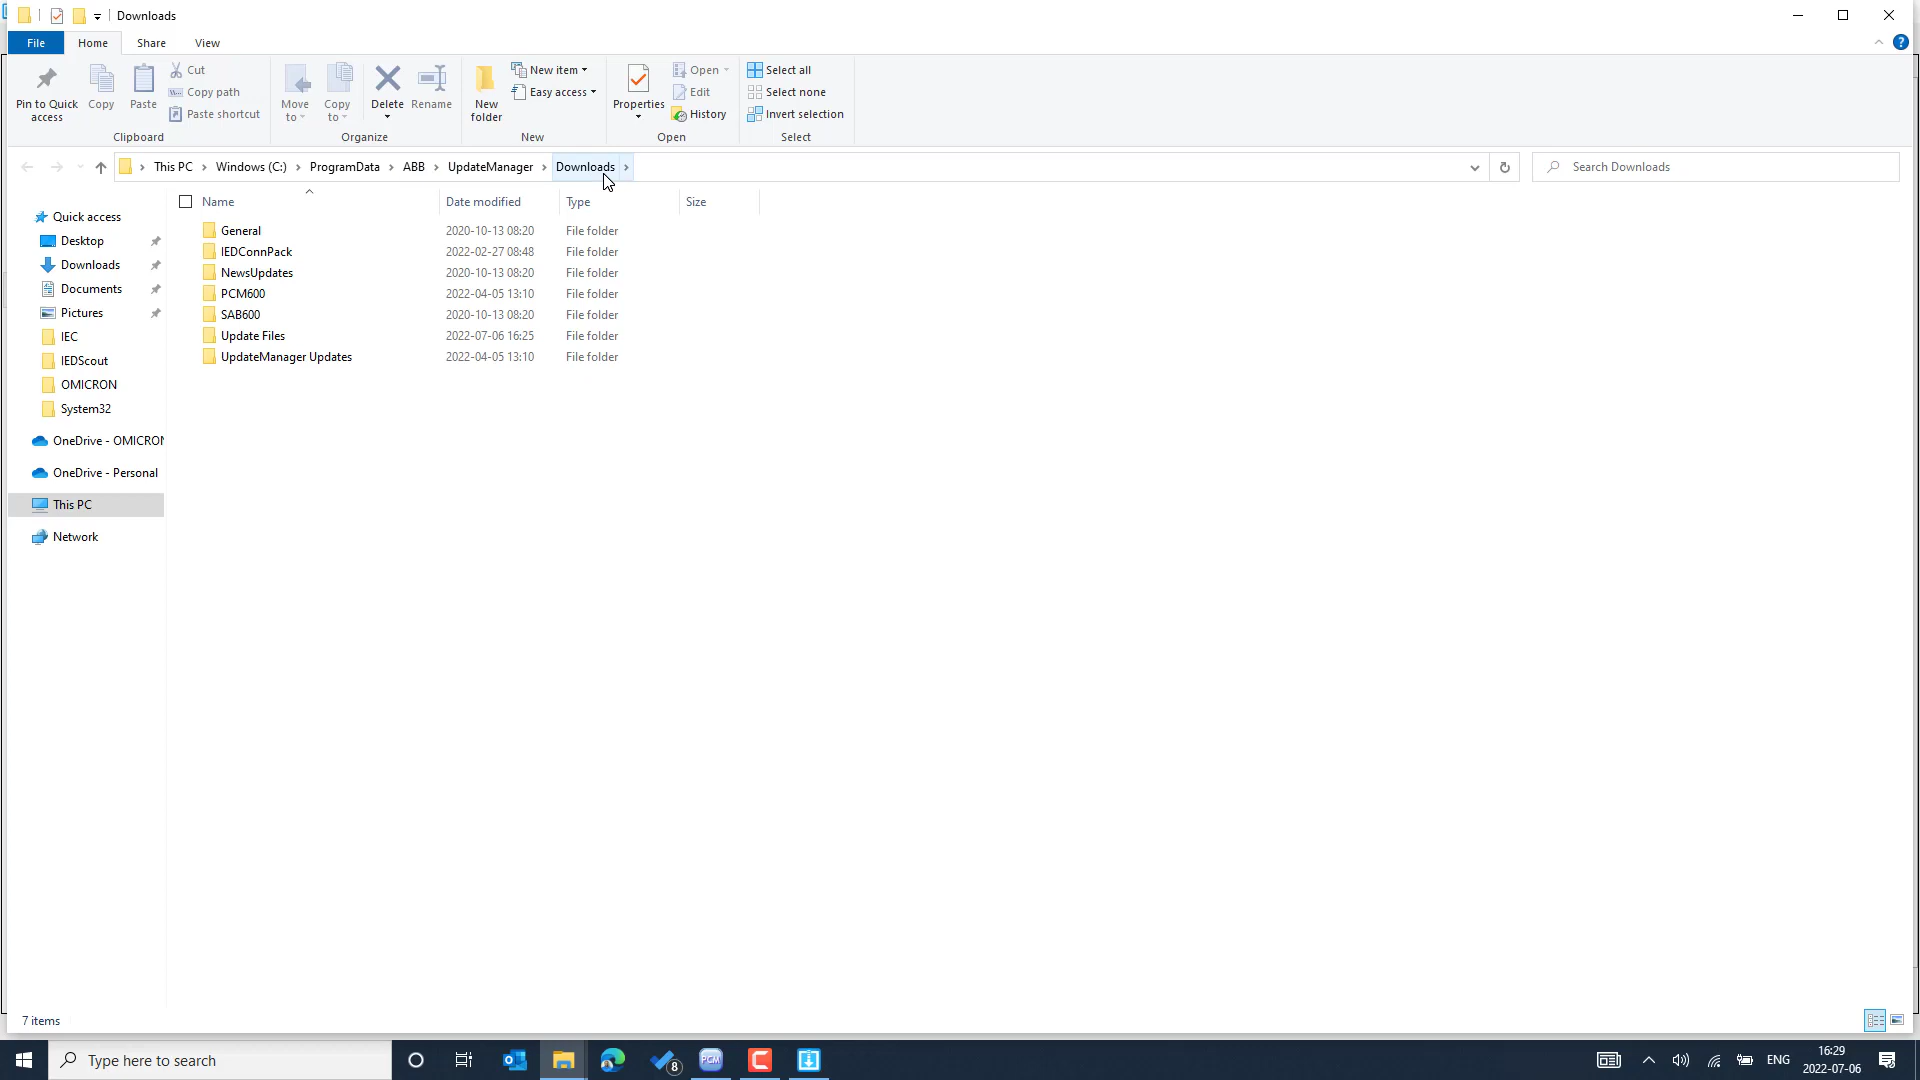 Downloads
File Home Share View
Pin to Quick access
Copy
Paste
Cut
Copy path
Paste shortcut
Clipboard
Move to
Copy to
Delete
Rename
Organize
New folder
New item
Easy access
New
Properties
Open
Edit
History
Open
Select all
Select none
Invert selection
Select
This PC > Windows (C:) > ProgramData > ABB > UpdateManager > Downloads >
Search Downloads
Quick access
Desktop
Downloads
Documents
Pictures
IEC
IEDScout
OMICRON
System32
OneDrive - OMICRON
OneDrive - Personal
This PC
Network
Name Date modified Type Size
General 2020-10-13 08:20 File folder
IEDConnPack 2022-02-27 08:48 File folder
NewsUpdates 2020-10-13 08:20 File folder
PCM600 2022-04-05 13:10 File folder
SAB600 2020-10-13 08:20 File folder
Update Files 2022-07-06 16:25 File folder
UpdateManager Updates 2022-04-05 13:10 File folder
7 items
Type here to search
8
PCM
ENG
16:29
2022-07-06